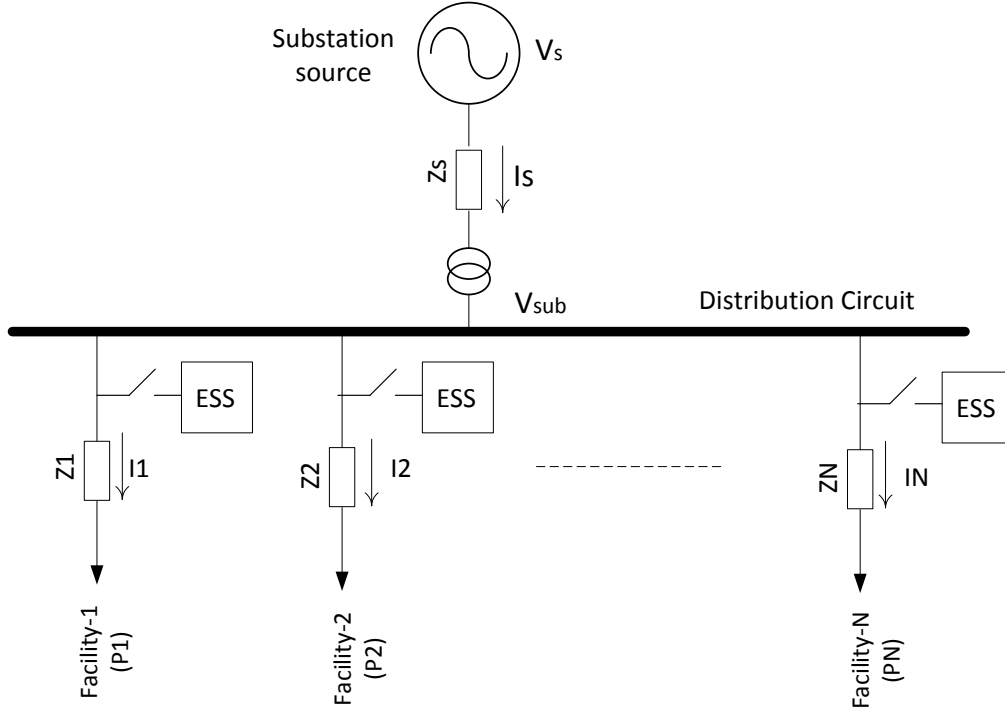 Substation
source
Vs
Zs
Is
Vsub
Distribution Circuit
ESS
ESS
ESS
Z1
I1
Z2
I2
ZN
IN
Facility-1
(P1)
Facility-2
(P2)
Facility-N
(PN)